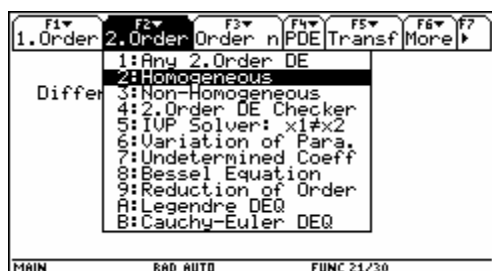 F1▾ F2▾ F3▾ F4▾ F5▾ F6▾ F7
1.Order 2.Order Order n PDE Transf More ▸
1:Any 2.Order DE
2:Homogeneous
Differ 3:Non-Homogeneous
4:2.Order DE Checker
5:IVP Solver: x1≠x2
6:Variation of Para.
7:Undetermined Coeff
8:Bessel Equation
9:Reduction of Order
A:Legendre DEQ
B:Cauchy-Euler DEQ
MAIN RAD AUTO FUNC 21/30